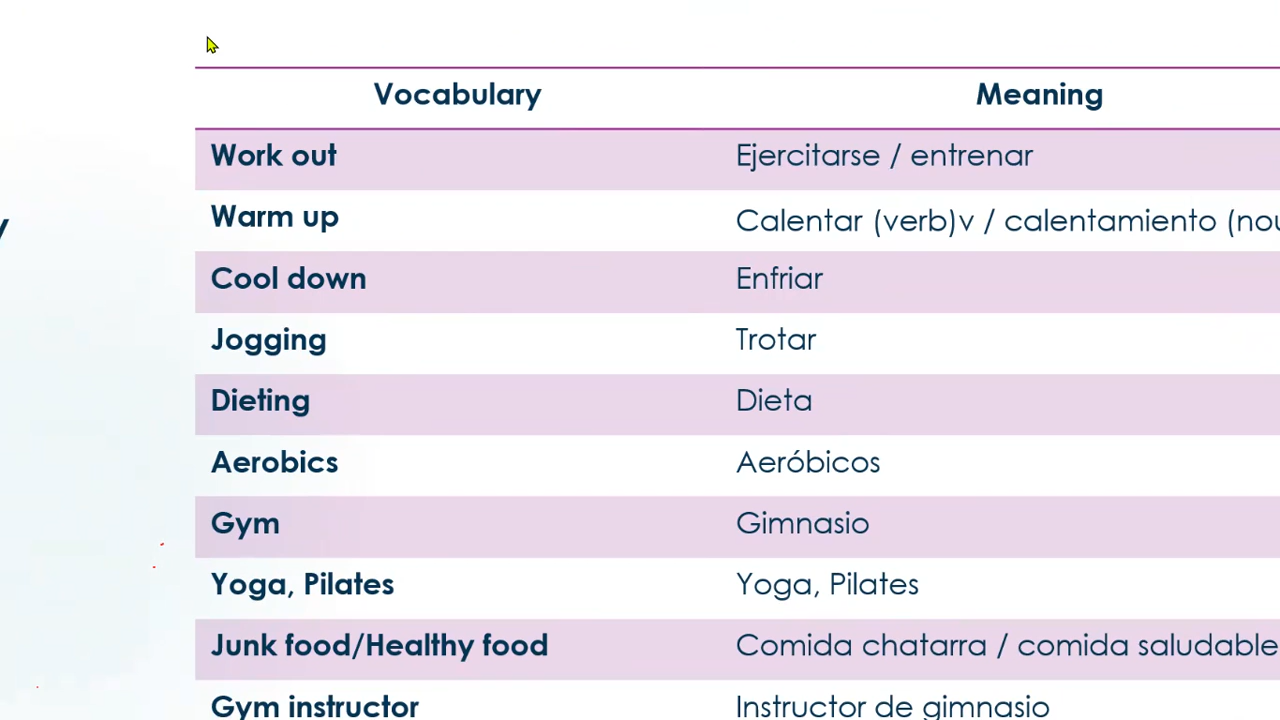 Vocabulary Meaning
Work out Ejercitarse / entrenar
Warm up Calentar (verb)v / calentamiento
Cool down Enfriar
Jogging Trotar
Dieting Dieta
Aerobics Aeróbicos
Gym Gimnasio
Yoga, Pilates Yoga, Pilates
Junk food/Healthy food Comida chatarra / comida saludable
Gym instructor Instructor de gimnasio